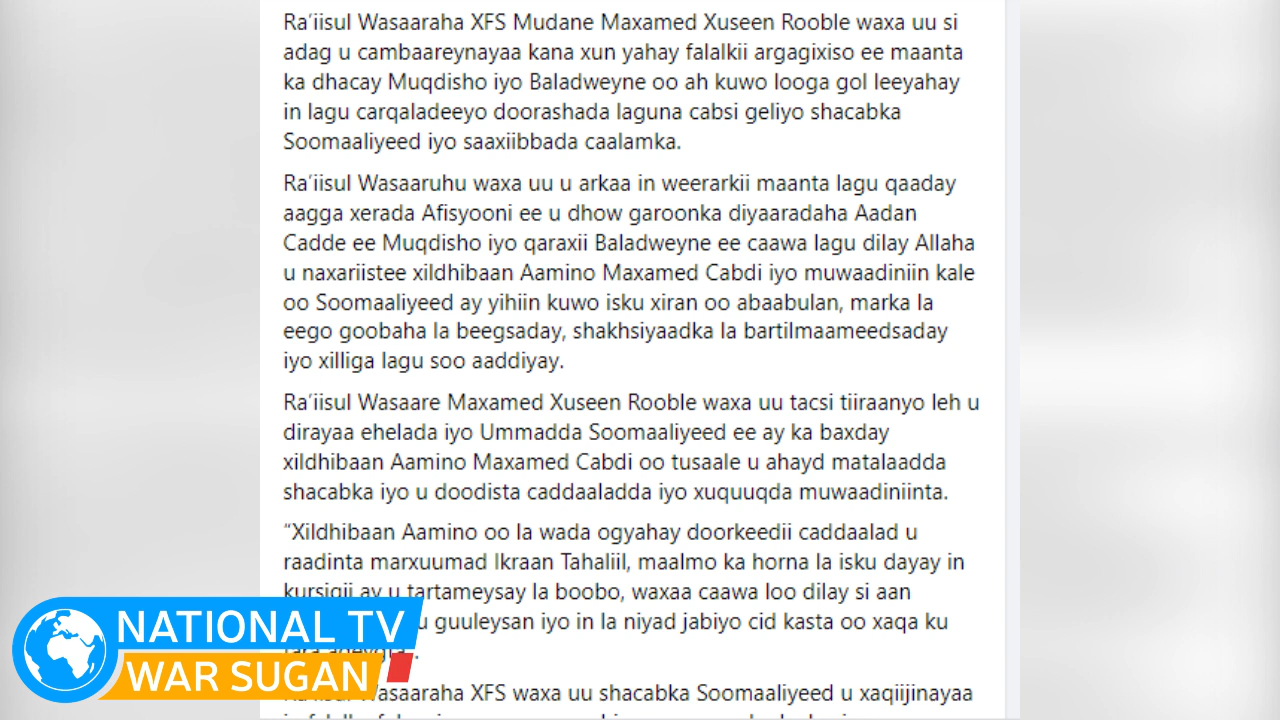 Ra’iisul Wasaaraha XFS Mudane Maxamed Xuseen Rooble waxa uu si
adag u cambaareynayaa kana xun yahay falalkii argagixiso ee maanta
ka dhacay Muqdisho iyo Baladweyne oo ah kuwo looga gol leeyahay
in lagu carqaladeeyo doorashada laguna cabsi geliyo shacabka
Soomaaliyeed iyo saaxiibbada caalamka.
Ra’iisul Wasaaruhu waxa uu u arkaa in weerarkii maanta lagu qaaday
aagga xerada Afisyooni ee u dhow garoonka diyaaradaha Aadan
Cadde ee Muqdisho iyo qaraxii Baladweyne ee caawa lagu dilay Allaha
u naxariistee xildhibaan Aamino Maxamed Cabdi iyo muwaadiniin kale
oo Soomaaliyeed ay yihiin kuwo isku xiran oo abaabulan, marka la
eego goobaha la beegsaday, shakhsiyaadka la bartilmaameedsaday
iyo xilliga lagu soo aaddiyay.
Ra’iisul Wasaare Maxamed Xuseen Rooble waxa uu tacsi tiiraanyo leh u
dirayaa ehelada iyo Ummadda Soomaaliyeed ee ay ka baxday
xildhibaan Aamino Maxamed Cabdi oo tusaale u ahayd matalaadda
shacabka iyo u doodista caddaaladda iyo xuquuqda muwaadiniinta.
“Xildhibaan Aamino oo la wada ogyahay doorkeedii caddaalad u
raadinta marxuumad Ikraan Tahaliil, maalmo ka horna la isku dayay in
kursigii ay u tartameysay la boobo, waxaa caawa loo dilay si aan
u guuleysan iyo in la niyad jabiyo cid kasta oo xaqa ku
Wasaaraha XFS waxa uu shacabka Soomaaliyeed u xaqiijinayaa
NATIONAL TV
WAR SUGAN